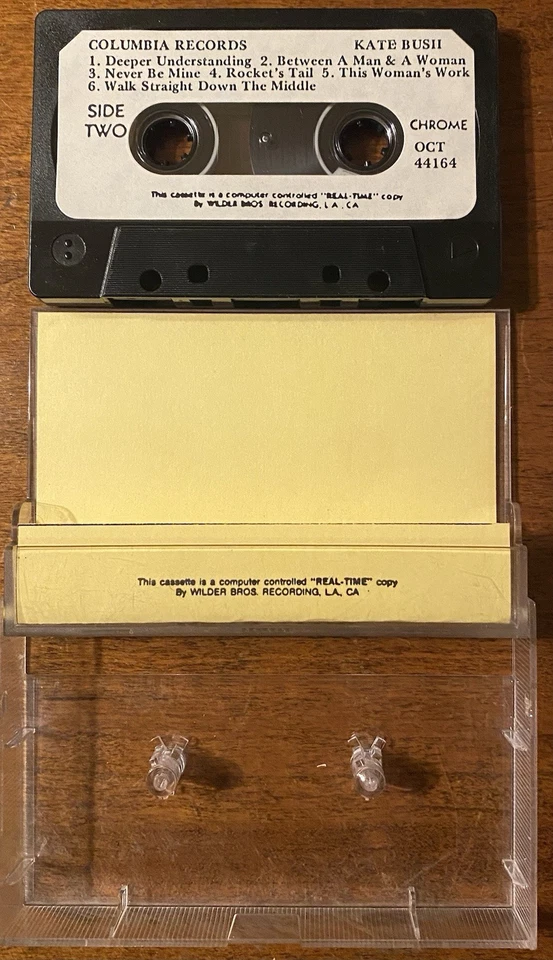 COLUMBIA RECORDS KATE BUSH
1. Deeper Understanding 2. Between A Man & A Woman
3. Never Be Mine 4. Rocket's Tail 5. This Woman's Work
6. Walk Straight Down The Middle
SIDE
TWO
CHROME
OCT
44164
This cassette is a computer controlled "REAL-TIME" copy
By WILDER BROS RECORDING, L.A., CA
This cassette is a computer controlled "REAL-TIME" copy
By WILDER BROS. RECORDING, L.A., CA